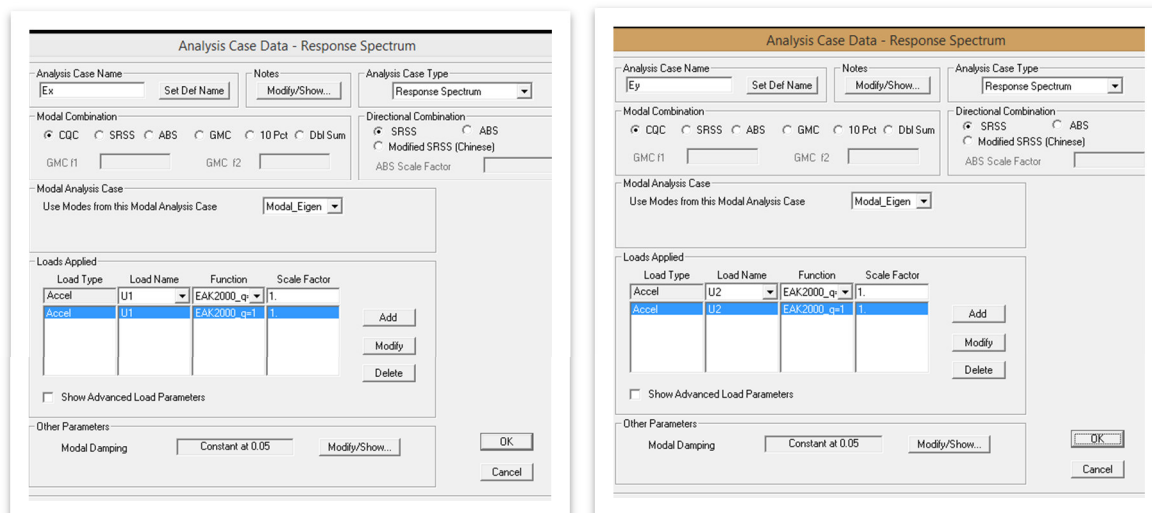 Analysis Case Data - Response Spectrum
Analysis Case Name
Notes
Analysis Case Type
Ex
Set Def Name
Modify/Show...
Response Spectrum
Modal Combination
Directional Combination
CQC SRSS ABS GMC 10 Pct Dbl Sum
SRSS ABS
Modified SRSS (Chinese)
GMC f1 GMC f2
ABS Scale Factor
Modal Analysis Case
Use Modes from this Modal Analysis Case Modal_Eigen
Loads Applied
Load Type Load Name Function Scale Factor
Accel U1 EAK2000_q= 1.
Accel U1 EAK2000_q=1 1.
Add
Modify
Delete
Show Advanced Load Parameters
Other Parameters
Modal Damping Constant at 0.05 Modify/Show...
OK
Cancel
Analysis Case Data - Response Spectrum
Analysis Case Name
Notes
Analysis Case Type
Ey
Set Def Name
Modify/Show...
Response Spectrum
Modal Combination
Directional Combination
CQC SRSS ABS GMC 10 Pct Dbl Sum
SRSS ABS
Modified SRSS (Chinese)
GMC f1 GMC f2
ABS Scale Factor
Modal Analysis Case
Use Modes from this Modal Analysis Case Modal_Eigen
Loads Applied
Load Type Load Name Function Scale Factor
Accel U2 EAK2000_q= 1.
Accel U2 EAK2000_q=1 1.
Add
Modify
Delete
Show Advanced Load Parameters
Other Parameters
Modal Damping Constant at 0.05 Modify/Show...
OK
Cancel